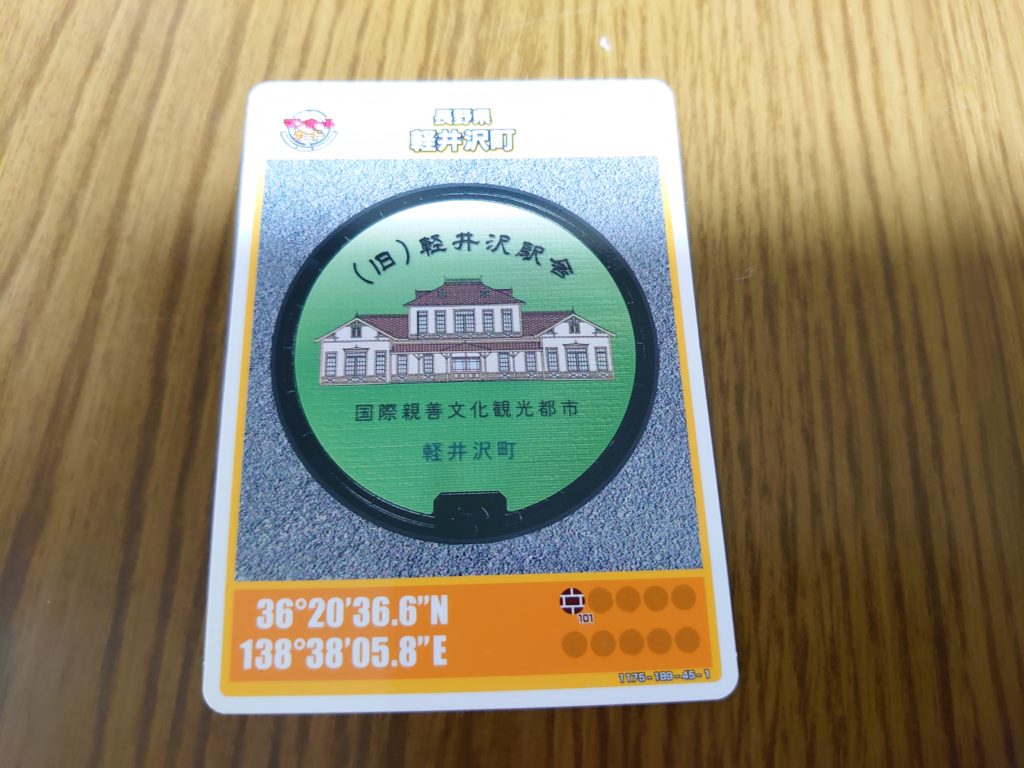 長野県
軽井沢町
(旧)軽井沢駅舎
国際親善文化観光都市
軽井沢町
36°20'36.6"N
138°38'05.8"E
101
1175-189-45-1